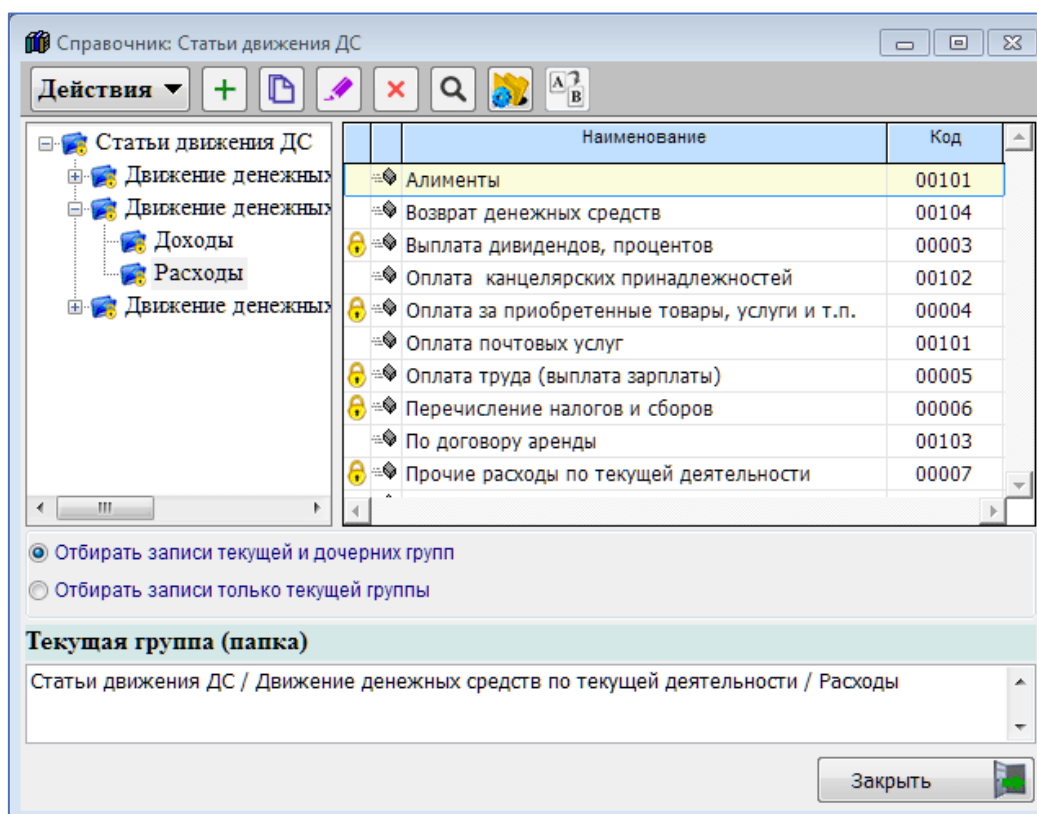 Справочник: Статьи движения ДС
Действия
A B
Статьи движения ДС
Движение денежных
Движение денежных
Доходы
Расходы
Движение денежных
Наименование Код
Алименты 00101
Возврат денежных средств 00104
Выплата дивидендов, процентов 00003
Оплата канцелярских принадлежностей 00102
Оплата за приобретенные товары, услуги и т.п. 00004
Оплата почтовых услуг 00101
Оплата труда (выплата зарплаты) 00005
Перечисление налогов и сборов 00006
По договору аренды 00103
Прочие расходы по текущей деятельности 00007
Отбирать записи текущей и дочерних групп
Отбирать записи только текущей группы
Текущая группа (папка)
Статьи движения ДС / Движение денежных средств по текущей деятельности / Расходы
Закрыть